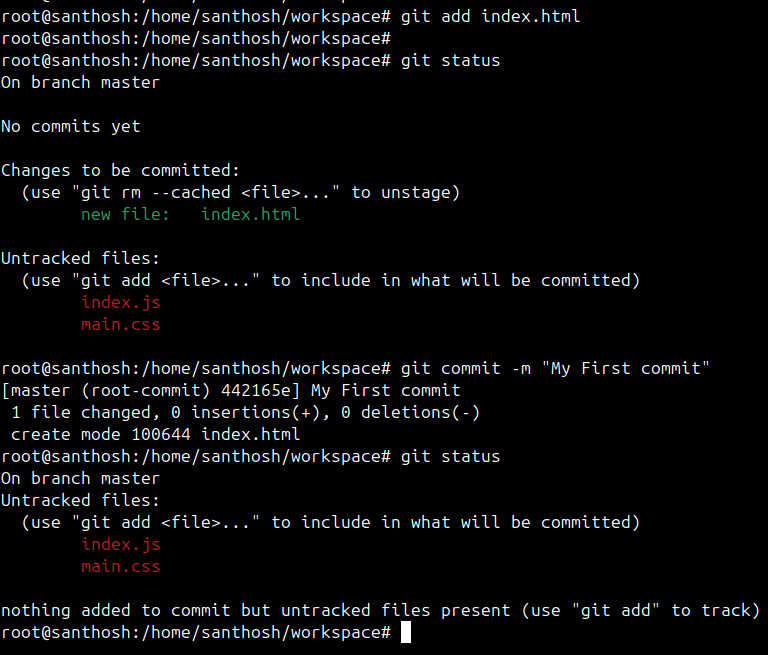 root@santhosh:/home/santhosh/workspace# git add index.html
root@santhosh:/home/santhosh/workspace#
root@santhosh:/home/santhosh/workspace# git status
On branch master

No commits yet

Changes to be committed:
  (use "git rm --cached <file>..." to unstage)
        new file:   index.html

Untracked files:
  (use "git add <file>..." to include in what will be committed)
        index.js
        main.css

root@santhosh:/home/santhosh/workspace# git commit -m "My First commit"
[master (root-commit) 442165e] My First commit
 1 file changed, 0 insertions(+), 0 deletions(-)
 create mode 100644 index.html
root@santhosh:/home/santhosh/workspace# git status
On branch master
Untracked files:
  (use "git add <file>..." to include in what will be committed)
        index.js
        main.css

nothing added to commit but untracked files present (use "git add" to track)
root@santhosh:/home/santhosh/workspace#